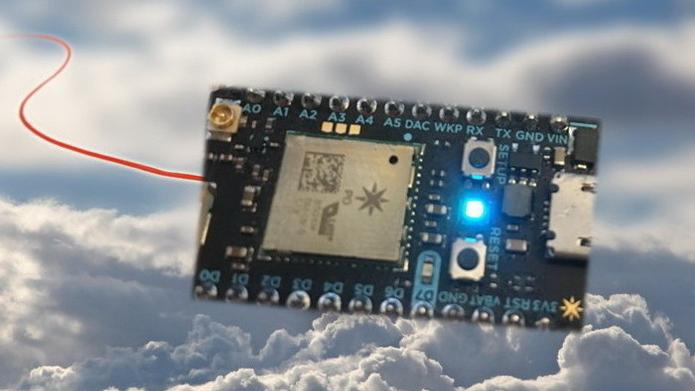 A0 A1 A2 A3 A4 A5 DAC WKP RX TX GND VIN
SETUP
P0
RESET
D0 D1 D2 D3 D4 D5 D6 D7 GND VBAT RST 3V3